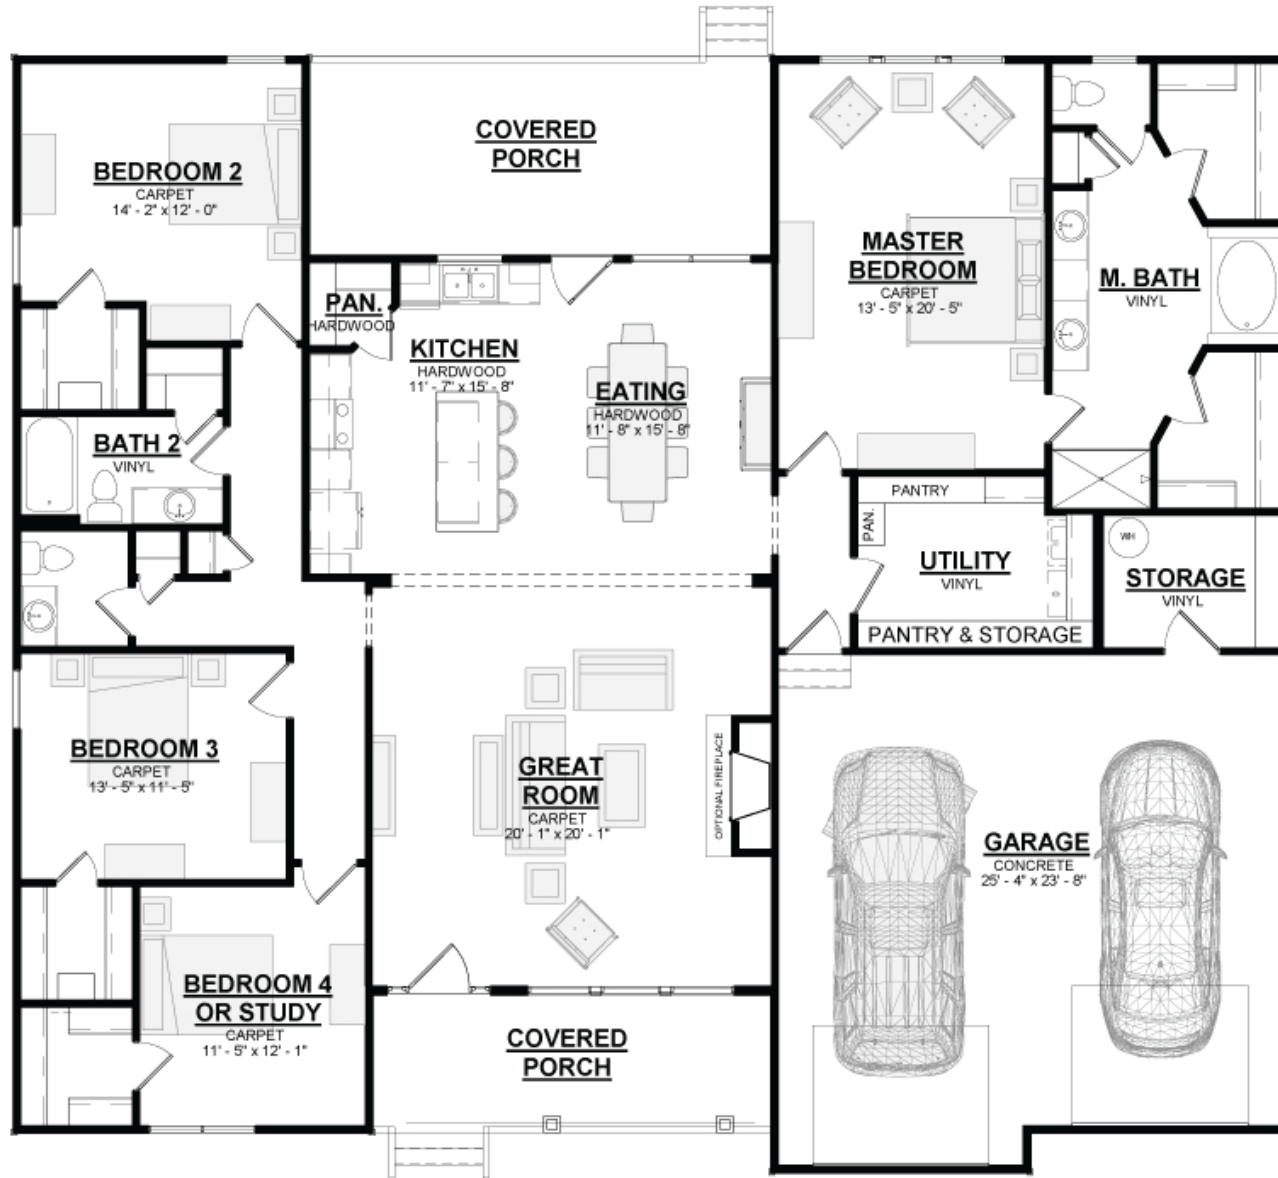 COVERED
PORCH
BEDROOM 2
CARPET
14' - 2" x 12' - 0"
MASTER
BEDROOM
CARPET
13' - 5" x 20' - 5"
M. BATH
VINYL
PAN.
HARDWOOD
KITCHEN
HARDWOOD
11' - 7" x 15' - 8"
EATING
HARDWOOD
11' - 8" x 15' - 8"
BATH 2
VINYL
PANTRY
PAN.
UTILITY
VINYL
PANTRY & STORAGE
WH
STORAGE
VINYL
BEDROOM 3
CARPET
13' - 5" x 11' - 5"
GREAT
ROOM
CARPET
20' - 1" x 20' - 1"
OPTIONAL FIREPLACE
GARAGE
CONCRETE
25' - 4" x 23' - 8"
BEDROOM 4
OR STUDY
CARPET
11' - 5" x 12' - 1"
COVERED
PORCH